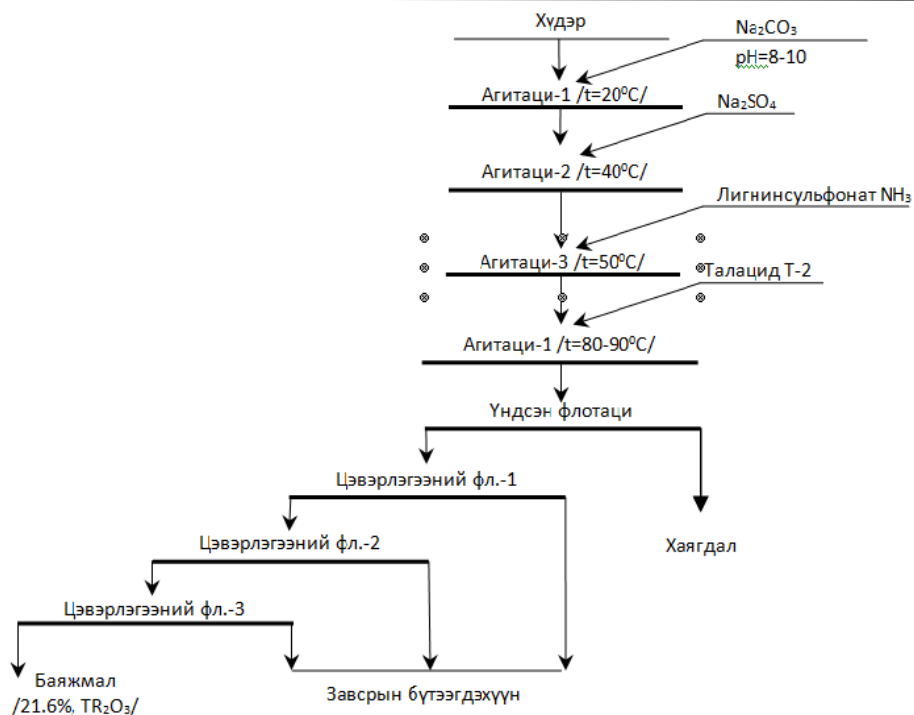 Хүдэр
Na₂CO₃
pH=8-10
Агитаци-1 /t=20⁰C/
Na₂SO₄
Агитаци-2 /t=40⁰C/
Лигнинсульфонат NH₃
Агитаци-3 /t=50⁰C/
Талацид Т-2
Агитаци-1 /t=80-90⁰C/
Үндсэн флотаци
Цэвэрлэгээний фл.-1
Цэвэрлэгээний фл.-2
Хаягдал
Цэвэрлэгээний фл.-3
Баяжмал
/21.6%, TR₂O₃/
Завсрын бүтээгдэхүүн